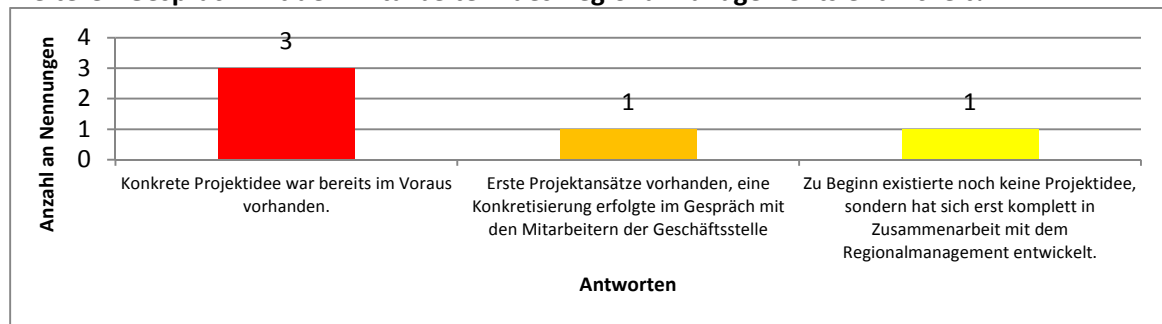 4
3
2
1
0
Anzahl an Nennungen
3
1
1
Konkrete Projektidee war bereits im Voraus
vorhanden.
Erste Projektansätze vorhanden, eine
Konkretisierung erfolgte im Gespräch mit
den Mitarbeitern der Geschäftsstelle
Zu Beginn existierte noch keine Projektidee,
sondern hat sich erst komplett in
Zusammenarbeit mit dem
Regionalmanagement entwickelt.
Antworten